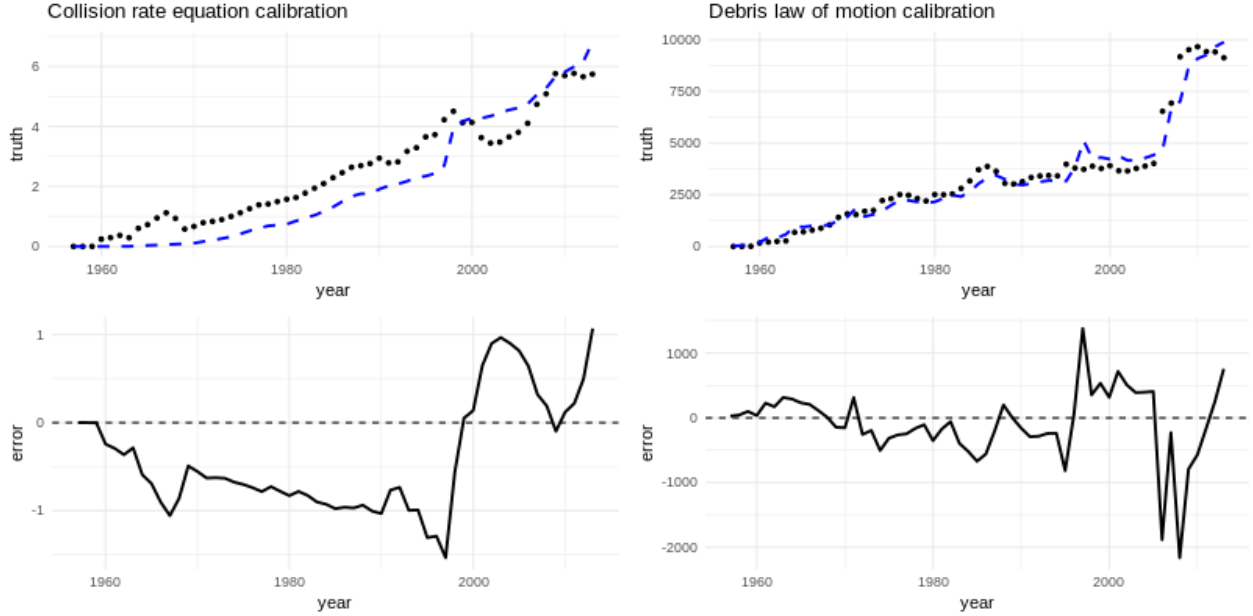 Collision rate equation calibration
truth
6
4
2
0
1960
1980
2000
year
Debris law of motion calibration
truth
10000
7500
5000
2500
0
1960
1980
2000
year
error
1
0
-1
1960
1980
2000
year
error
1000
0
-1000
-2000
1960
1980
2000
year